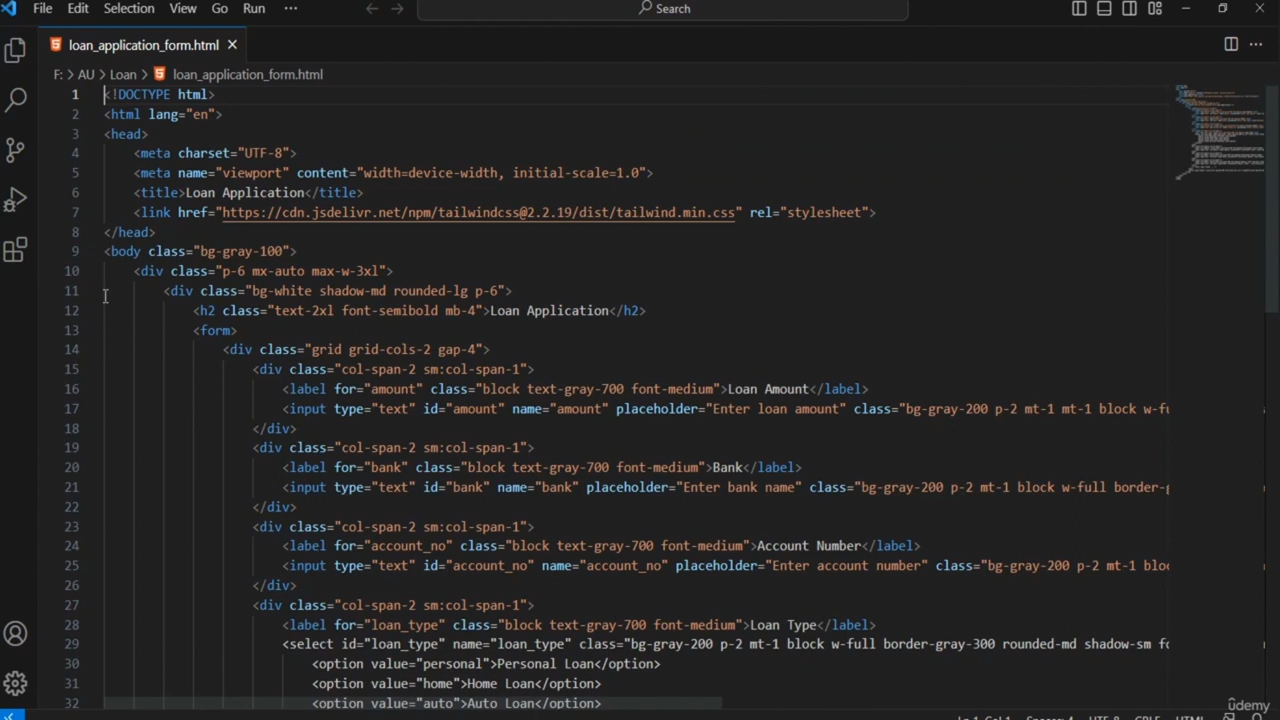 File Edit Selection View Go Run ··· Search
loan_application_form.html
F: > AU > Loan > loan_application_form.html
1 <!DOCTYPE html>
2 <html lang="en">
3 <head>
4 <meta charset="UTF-8">
5 <meta name="viewport" content="width=device-width, initial-scale=1.0">
6 <title>Loan Application</title>
7 <link href="https://cdn.jsdelivr.net/npm/tailwindcss@2.2.19/dist/tailwind.min.css" rel="stylesheet">
8 </head>
9 <body class="bg-gray-100">
10 <div class="p-6 mx-auto max-w-3xl">
11 <div class="bg-white shadow-md rounded-lg p-6">
12 <h2 class="text-2xl font-semibold mb-4">Loan Application</h2>
13 <form>
14 <div class="grid grid-cols-2 gap-4">
15 <div class="col-span-2 sm:col-span-1">
16 <label for="amount" class="block text-gray-700 font-medium">Loan Amount</label>
17 <input type="text" id="amount" name="amount" placeholder="Enter loan amount" class="bg-gray-200 p-2 mt-1 mt-1 block w-fu
18 </div>
19 <div class="col-span-2 sm:col-span-1">
20 <label for="bank" class="block text-gray-700 font-medium">Bank</label>
21 <input type="text" id="bank" name="bank" placeholder="Enter bank name" class="bg-gray-200 p-2 mt-1 block w-full border-g
22 </div>
23 <div class="col-span-2 sm:col-span-1">
24 <label for="account_no" class="block text-gray-700 font-medium">Account Number</label>
25 <input type="text" id="account_no" name="account_no" placeholder="Enter account number" class="bg-gray-200 p-2 mt-1 bloc
26 </div>
27 <div class="col-span-2 sm:col-span-1">
28 <label for="loan_type" class="block text-gray-700 font-medium">Loan Type</label>
29 <select id="loan_type" name="loan_type" class="bg-gray-200 p-2 mt-1 block w-full border-gray-300 rounded-md shadow-sm fo
30 <option value="personal">Personal Loan</option>
31 <option value="home">Home Loan</option>
32 <option value="auto">Auto Loan</option>
ûdemy